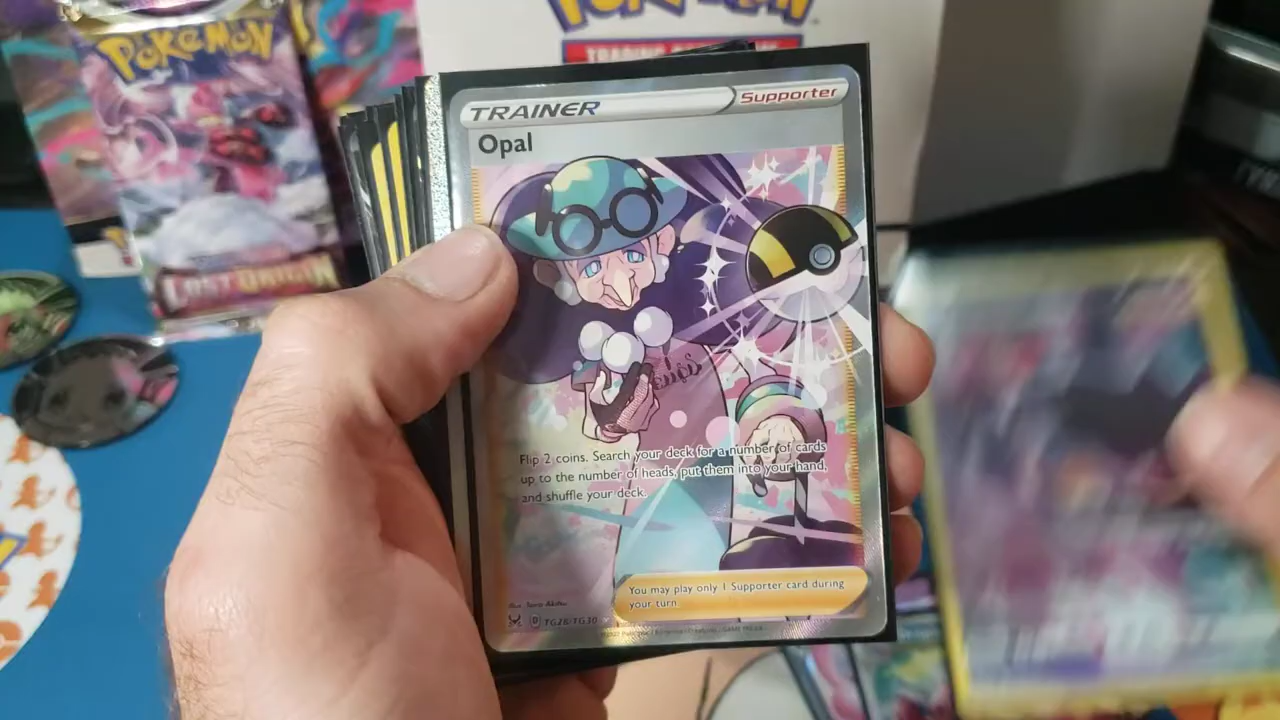 POKÉMON
POKÉMON
LOST ORIGIN
TRAINER
Supporter
Opal
Flip 2 coins. Search your deck for a number of cards
up to the number of heads, put them into your hand,
and shuffle your deck.
You may play only 1 Supporter card during
your turn.
D TG26/TG30